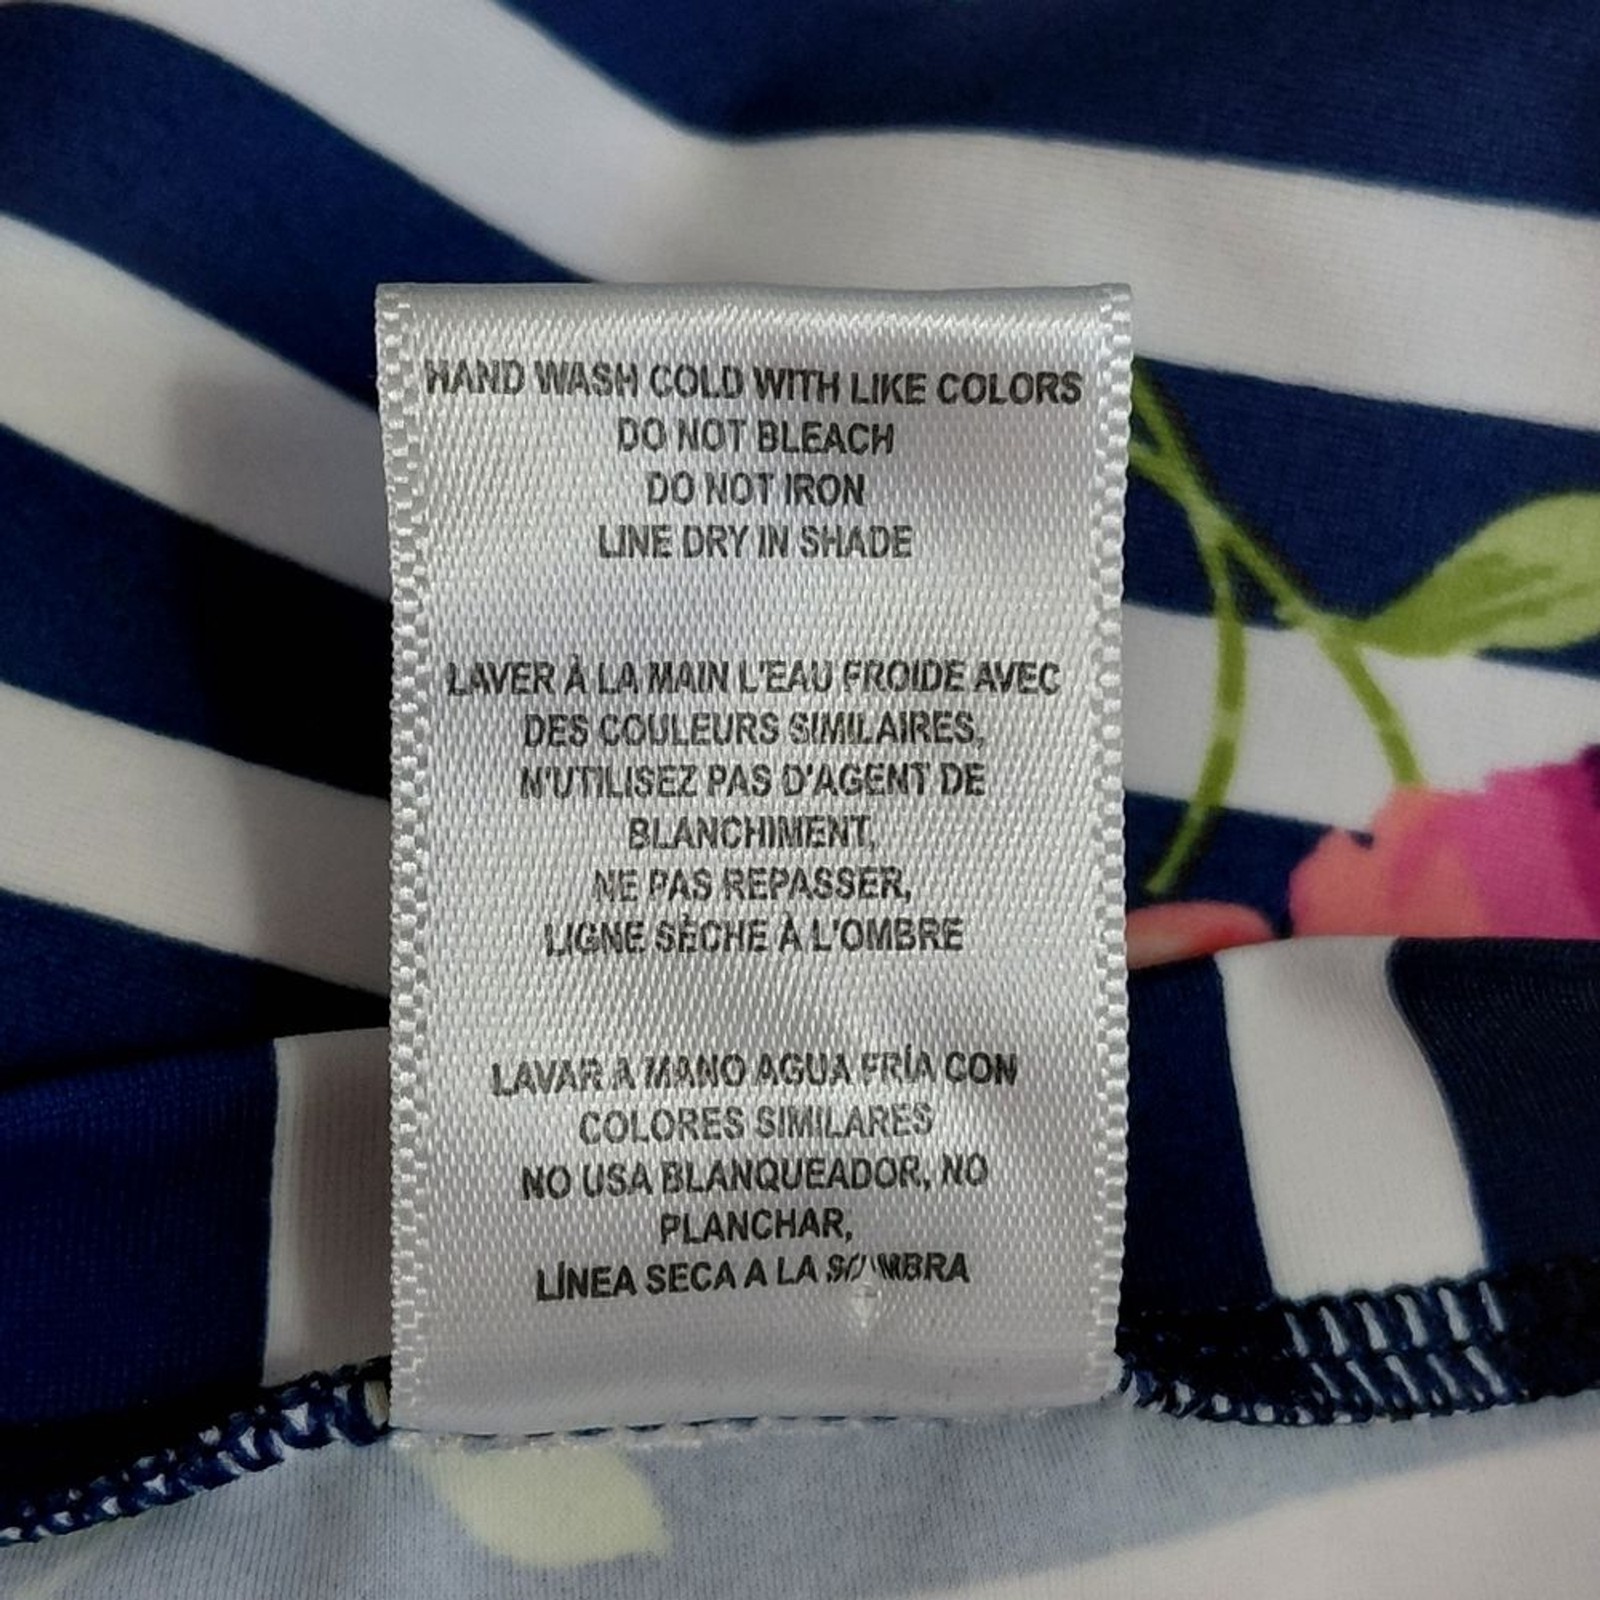 HAND WASH COLD WITH LIKE COLORS
DO NOT BLEACH
DO NOT IRON
LINE DRY IN SHADE
LAVER À LA MAIN L'EAU FROIDE AVEC
DES COULEURS SIMILAIRES,
N'UTILISEZ PAS D'AGENT DE
BLANCHIMENT,
NE PAS REPASSER,
LIGNE SÈCHE À L'OMBRE
LAVAR A MANO AGUA FRÍA CON
COLORES SIMILARES
NO USA BLANQUEADOR, NO
PLANCHAR,
LÍNEA SECA A LA SOMBRA